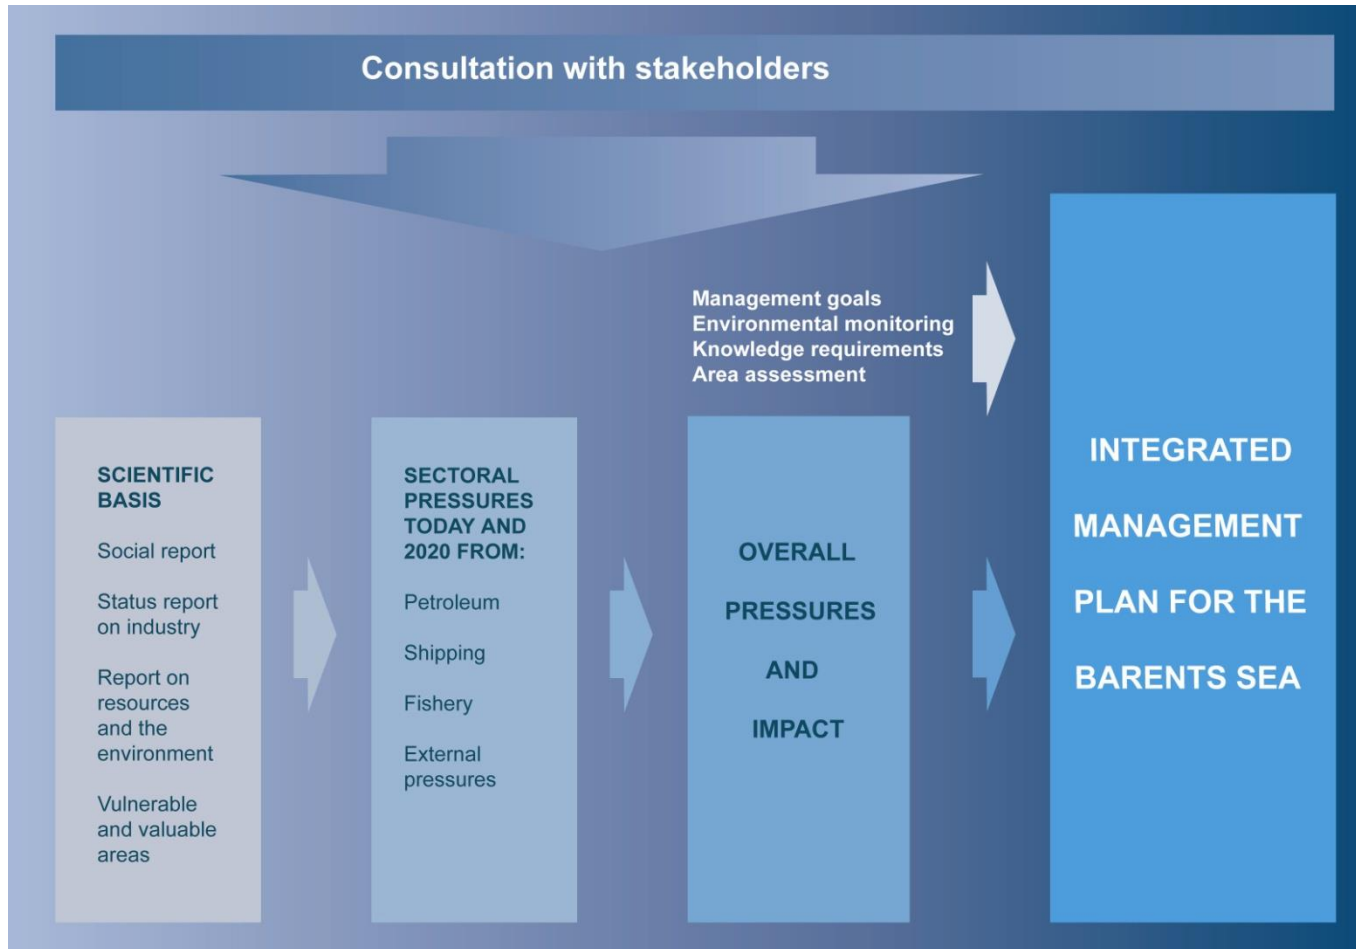 Consultation with stakeholders
Management goals
Environmental monitoring
Knowledge requirements
Area assessment
SCIENTIFIC
BASIS
Social report
Status report
on industry
Report on
resources
and the
environment
Vulnerable
and valuable
areas
SECTORAL
PRESSURES
TODAY AND
2020 FROM:
Petroleum
Shipping
Fishery
External
pressures
OVERALL
PRESSURES
AND
IMPACT
INTEGRATED
MANAGEMENT
PLAN FOR THE
BARENTS SEA